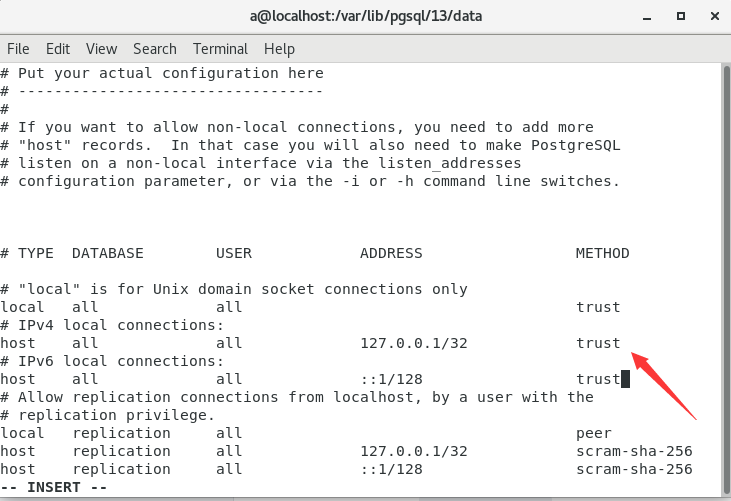 a@localhost:/var/lib/pgsql/13/data
File Edit View Search Terminal Help
# Put your actual configuration here
# ----------------------------------
#
# If you want to allow non-local connections, you need to add more
# "host" records.  In that case you will also need to make PostgreSQL
# listen on a non-local interface via the listen_addresses
# configuration parameter, or via the -i or -h command line switches.
# TYPE  DATABASE        USER            ADDRESS                 METHOD
# "local" is for Unix domain socket connections only
local   all             all                                     trust
# IPv4 local connections:
host    all             all             127.0.0.1/32            trust
# IPv6 local connections:
host    all             all             ::1/128                 trust
# Allow replication connections from localhost, by a user with the
# replication privilege.
local   replication     all                                     peer
host    replication     all             127.0.0.1/32            scram-sha-256
host    replication     all             ::1/128                 scram-sha-256
-- INSERT --